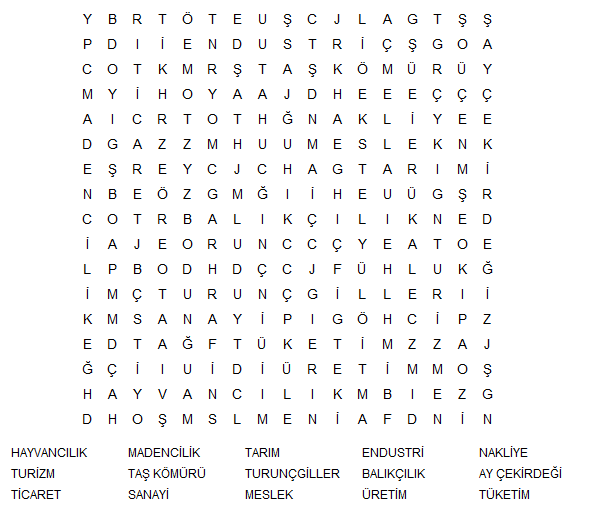 Y B R T Ö T E U Ş C J L A G T Ş Ş
P D I İ E N D U S T R İ Ç Ş G O A
C O T K M R Ş T A Ş K Ö M Ü R Ü Y
M Y İ H O Y A A J D H E E E Ç Ç Ç
A I C R T O T H Ğ N A K L İ Y E E
D G A Z Z M H U U M E S L E K N K
E Ş R E Y C J C H A G T A R I M İ
N B E Ö Z G M Ğ I İ H E U Ü G Ş R
C O T R B A L I K Ç I L I K N E D
İ A J E O R U N C C Ç Y E A T O E
L P B O D H D Ç C J F Ü H L U K Ğ
İ M Ç T U R U N Ç G İ L L E R I İ
K M S A N A Y İ P I G Ö H C İ P Z
E D T A Ğ F T Ü K E T İ M Z Z A J
Ğ Ç İ I U İ D İ Ü R E T İ M M O Ş
H A Y V A N C I L I K M B I E Z G
D H O Ş M S L M E N İ A F D N İ N
HAYVANCILIK MADENCİLİK TARIM ENDUSTRİ NAKLİYE
TURİZM TAŞ KÖMÜRÜ TURUNÇGİLLER BALIKÇILIK AY ÇEKİRDEĞİ
TİCARET SANAYİ MESLEK ÜRETİM TÜKETİM